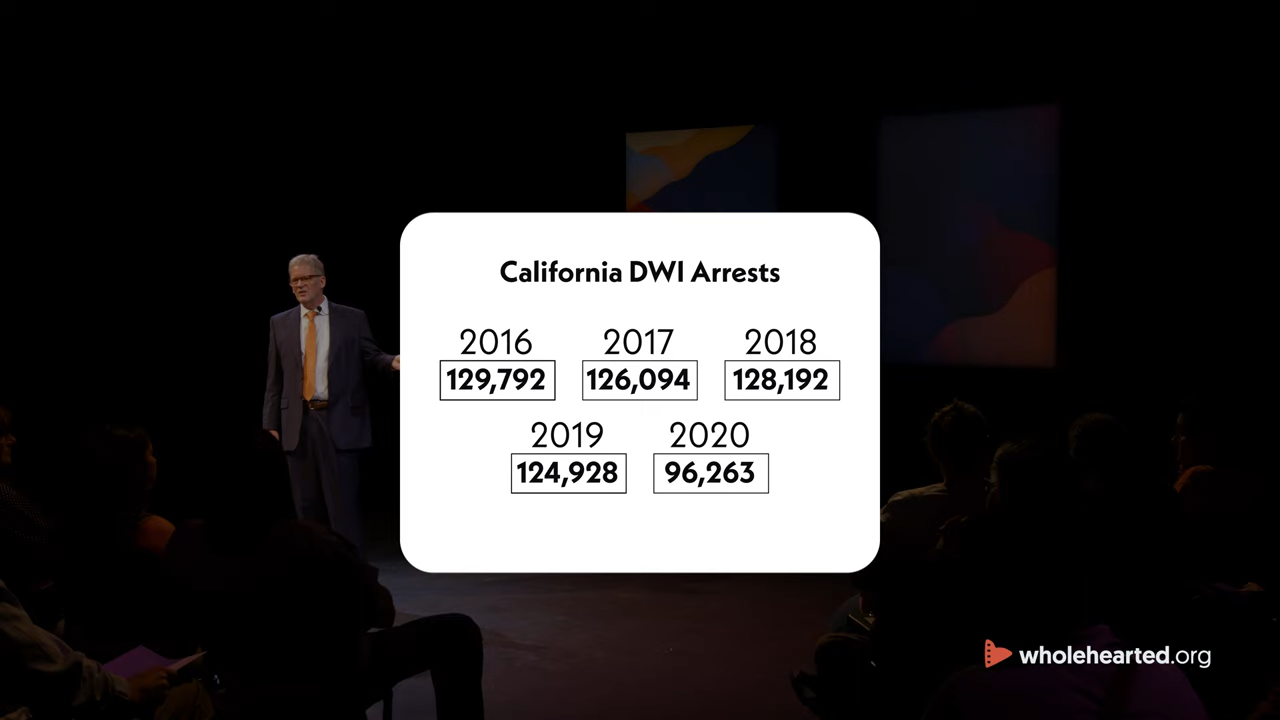 California DWI Arrests
2016 2017 2018
129,792 126,094 128,192
2019 2020
124,928 96,263
wholehearted.org